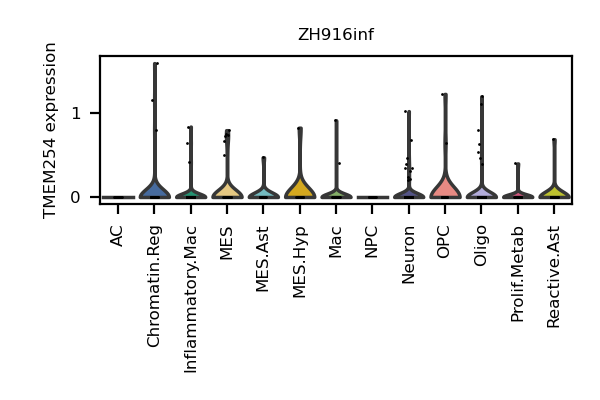 ZH916inf
TMEM254 expression
1
0
AC
Chromatin.Reg
Inflammatory.Mac
MES
MES.Ast
MES.Hyp
Mac
NPC
Neuron
OPC
Oligo
Prolif.Metab
Reactive.Ast